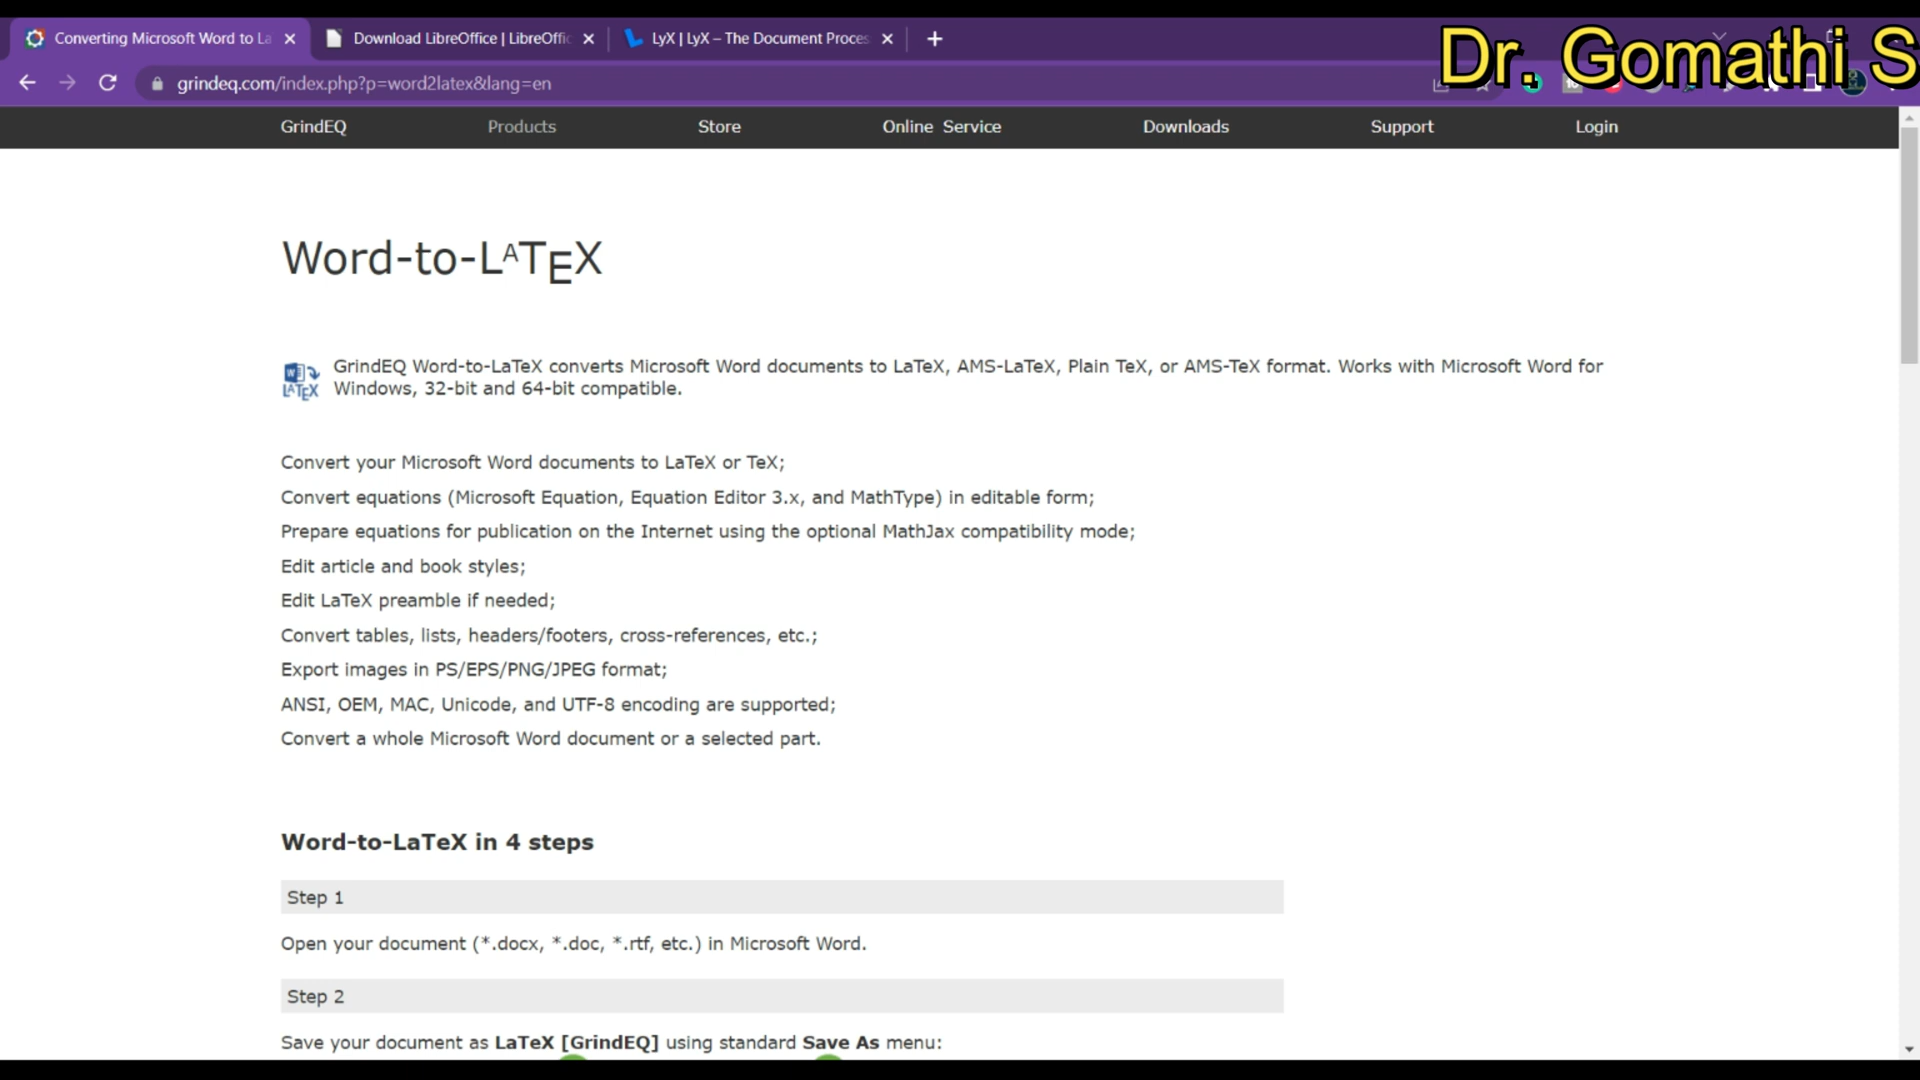 Converting Microsoft Word to La
Download LibreOffice | LibreOffic
LyX | LyX – The Document Proces
Dr. Gomathi S
grindeq.com/index.php?p=word2latex&lang=en
GrindEQ Products Store Online Service Downloads Support Login
Word-to-LATEX
GrindEQ Word-to-LaTeX converts Microsoft Word documents to LaTeX, AMS-LaTeX, Plain TeX, or AMS-TeX format. Works with Microsoft Word for
Windows, 32-bit and 64-bit compatible.
W
LATEX
Convert your Microsoft Word documents to LaTeX or TeX;
Convert equations (Microsoft Equation, Equation Editor 3.x, and MathType) in editable form;
Prepare equations for publication on the Internet using the optional MathJax compatibility mode;
Edit article and book styles;
Edit LaTeX preamble if needed;
Convert tables, lists, headers/footers, cross-references, etc.;
Export images in PS/EPS/PNG/JPEG format;
ANSI, OEM, MAC, Unicode, and UTF-8 encoding are supported;
Convert a whole Microsoft Word document or a selected part.
Word-to-LaTeX in 4 steps
Step 1
Open your document (*.docx, *.doc, *.rtf, etc.) in Microsoft Word.
Step 2
Save your document as LaTeX [GrindEQ] using standard Save As menu: